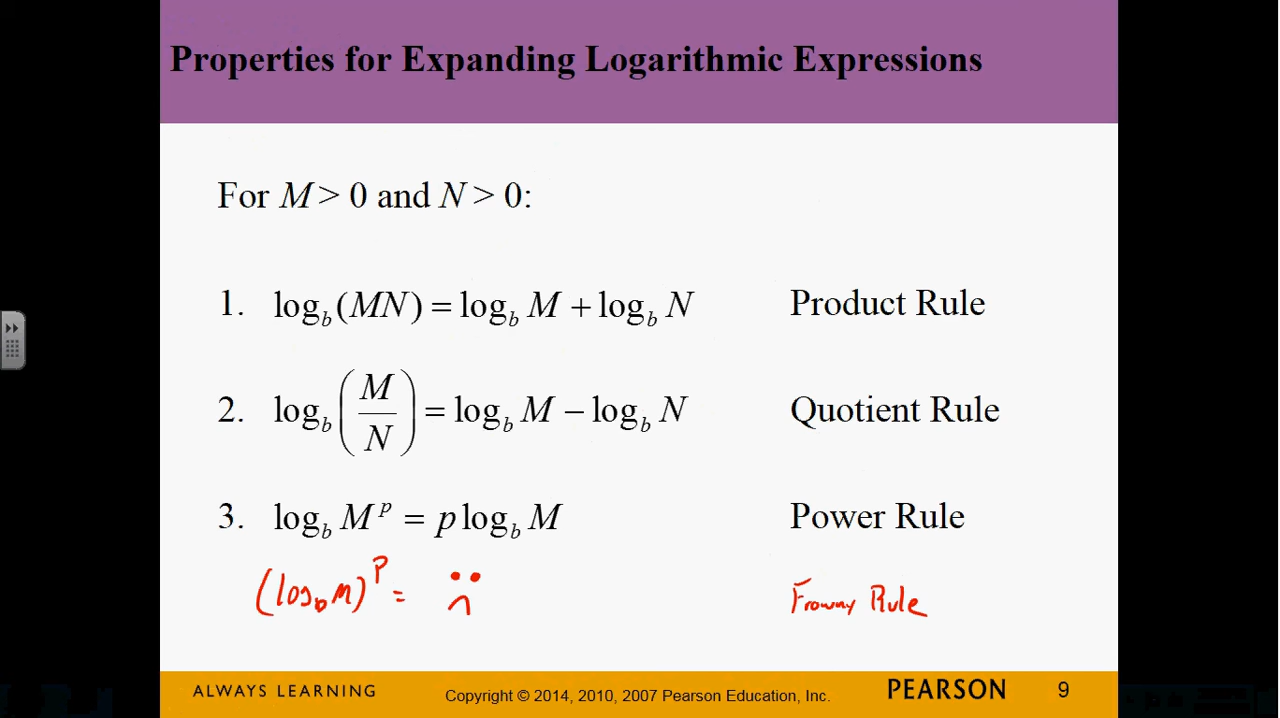 Properties for Expanding Logarithmic Expressions
For M > 0 and N > 0:
1. log_b (MN) = log_b M + log_b N Product Rule
2. log_b (M/N) = log_b M − log_b N Quotient Rule
3. log_b M^p = p log_b M Power Rule
(log_b M)^P = Frowny Rule
ALWAYS LEARNING Copyright © 2014, 2010, 2007 Pearson Education, Inc. PEARSON 9